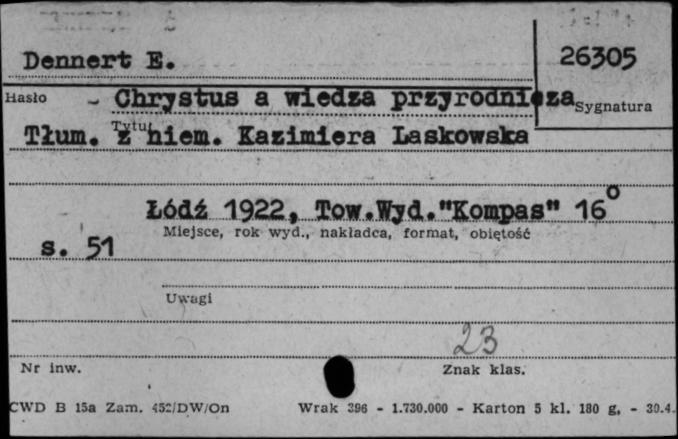 Dennert E.
26305
Hasło
Chrystus a wiedza przyrodnicza
Sygnatura
Tytuł
Tłum. z niem. Kazimiera Laskowska
Łódź 1922, Tow.Wyd."Kompas" 16°
Miejsce, rok wyd., nakładca, format, obiętość
s. 51
Uwagi
23
Nr inw.
Znak klas.
CWD B 15a Zam. 452/DW/On
Wrak 396 - 1.730.000 - Karton 5 kl. 180 g. - 30.4.